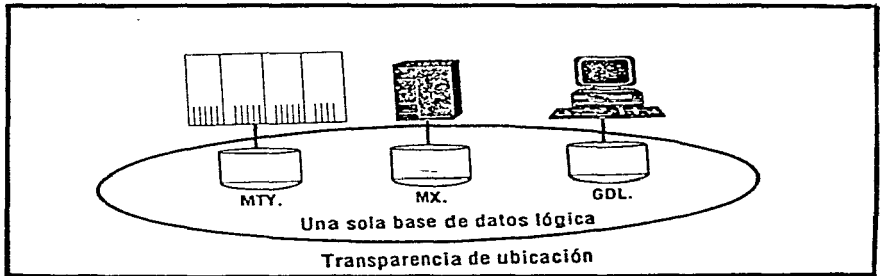 MTY. MX. GDL.
Una sola base de datos lógica
Transparencia de ubicación